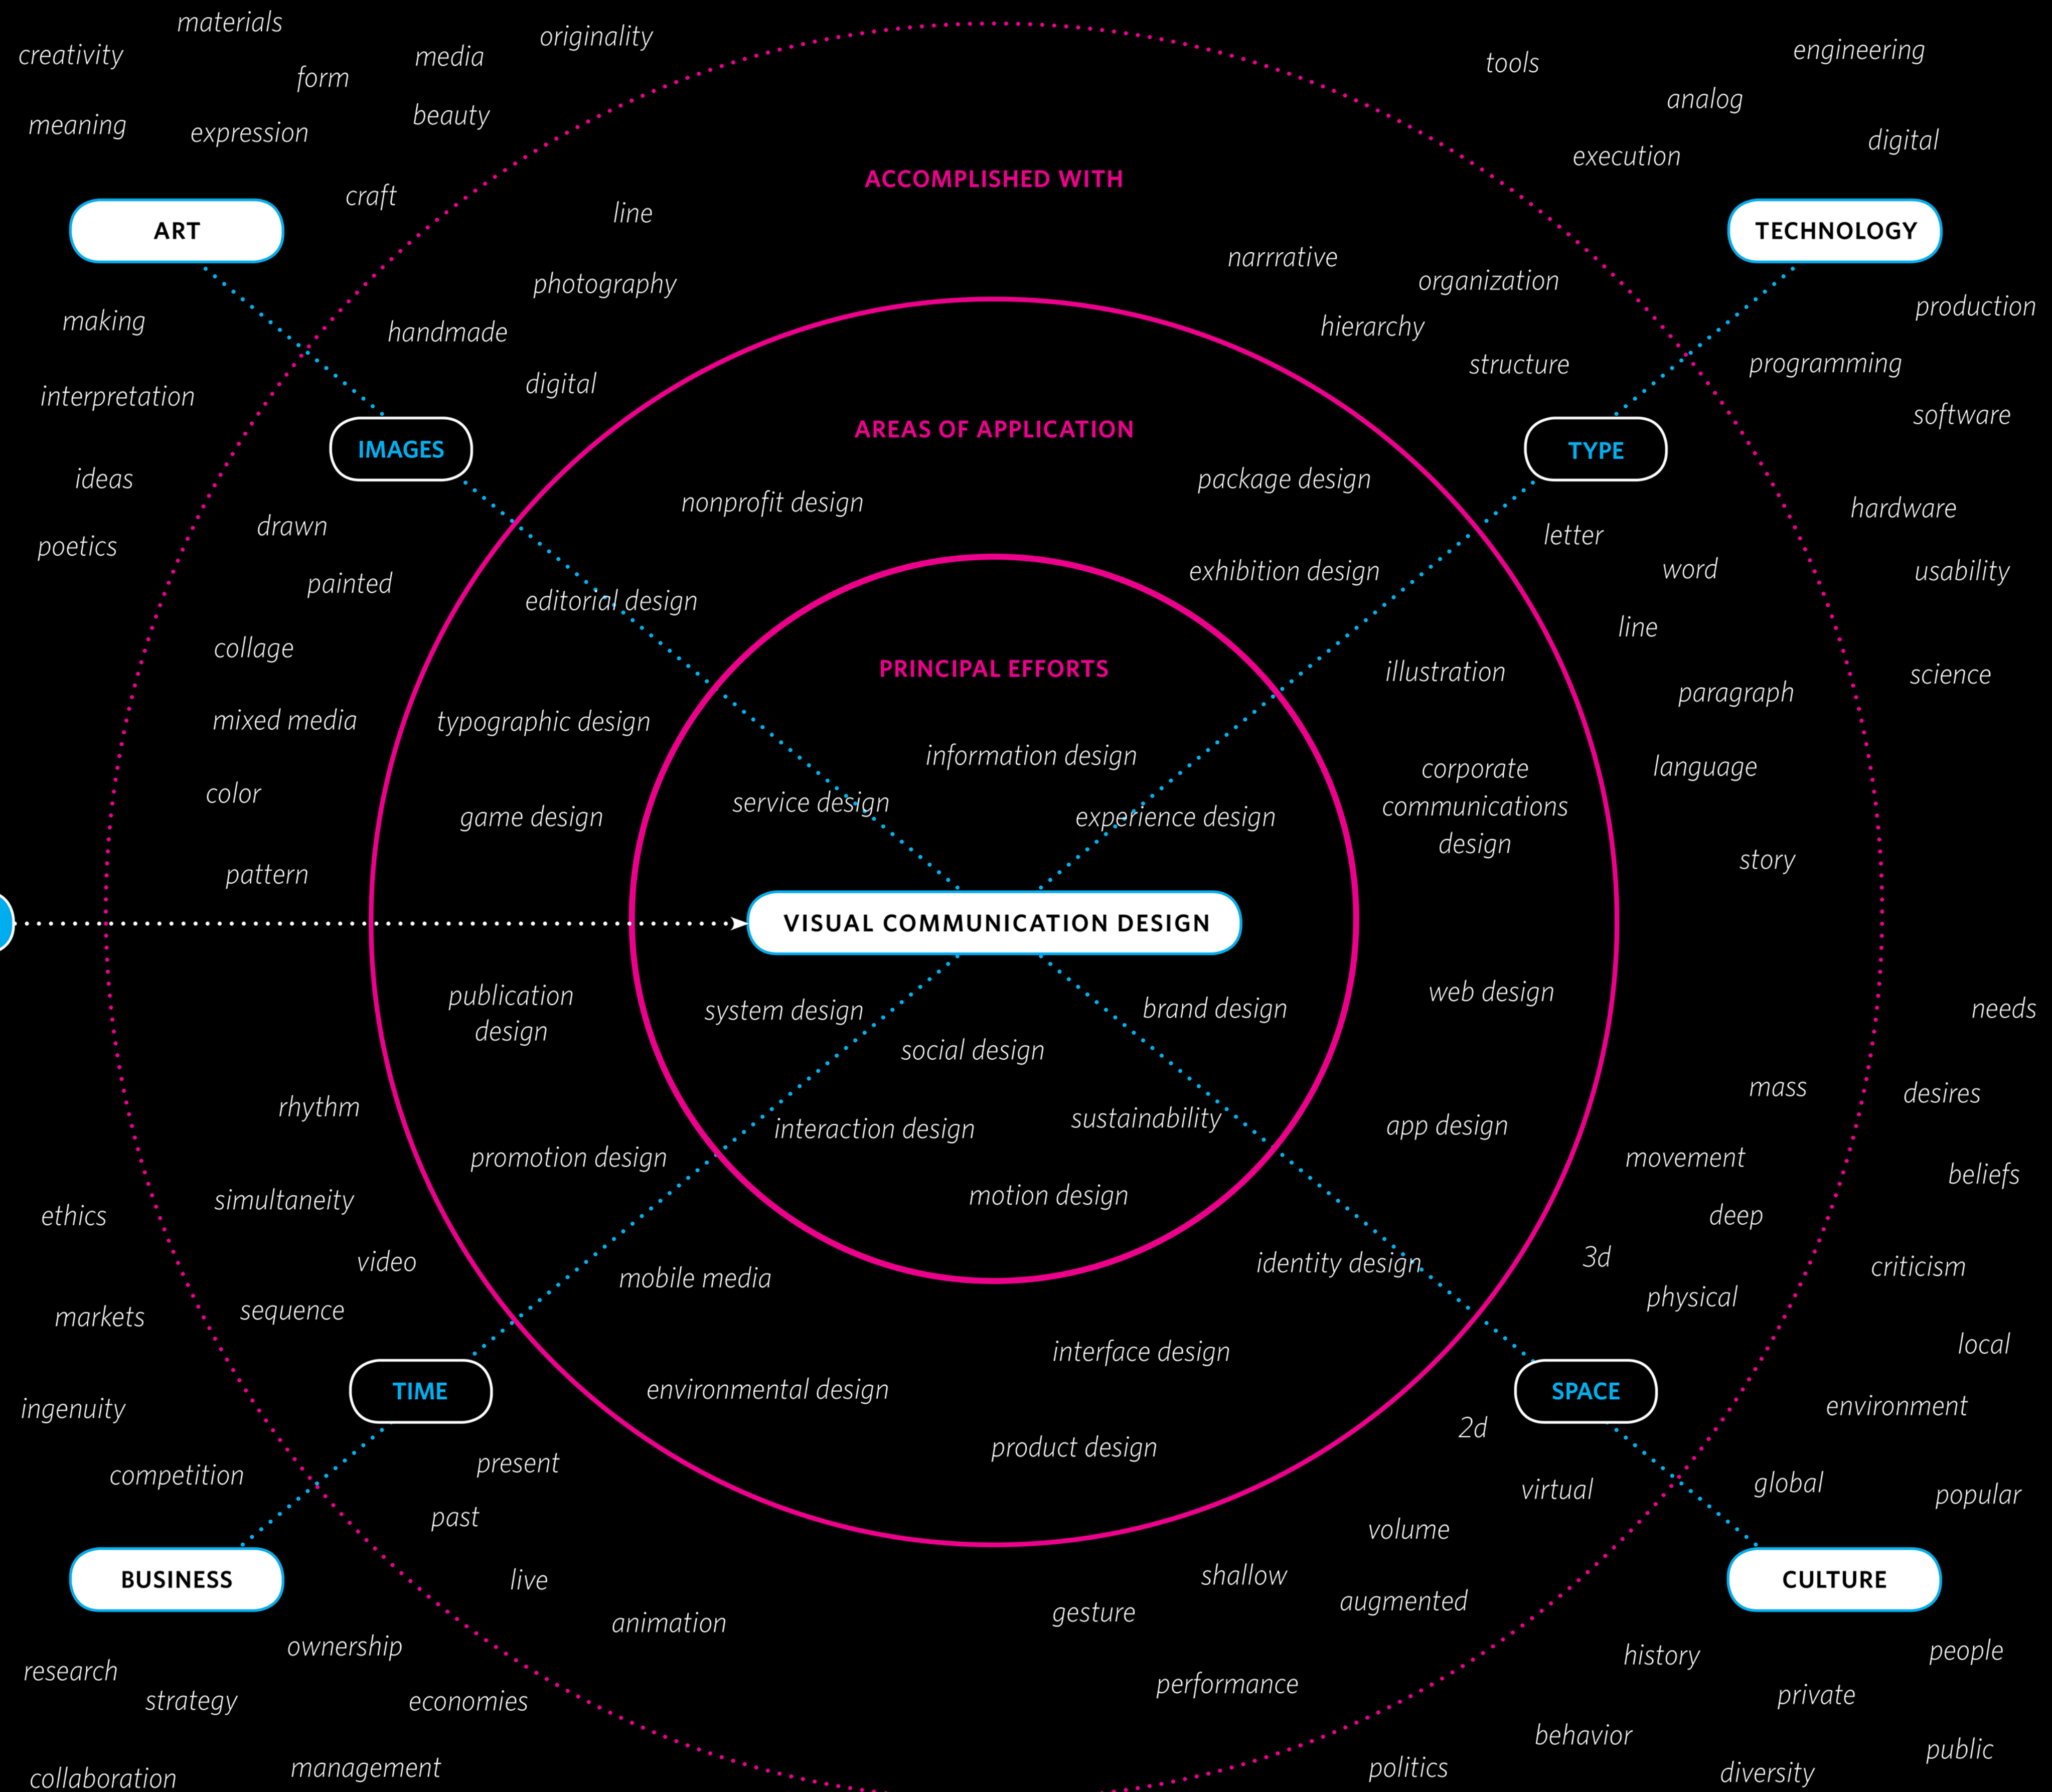 materials
originality
creativity
media
form
engineering
tools
analog
beauty
meaning
expression
digital
execution
ACCOMPLISHED WITH
craft
line
ART
TECHNOLOGY
narrrative
organization
photography
production
making
handmade
hierarchy
structure
programming
digital
interpretation
software
AREAS OF APPLICATION
IMAGES
TYPE
ideas
package design
nonprofit design
hardware
drawn
letter
poetics
exhibition design
word
usability
painted
editorial design
line
collage
PRINCIPAL EFFORTS
illustration
science
paragraph
mixed media
typographic design
information design
corporate
communications
design
language
color
service design
game design
experience design
story
pattern
VISUAL COMMUNICATION DESIGN
publication
design
web design
system design
brand design
needs
social design
mass
desires
rhythm
interaction design
sustainability
app design
promotion design
movement
beliefs
simultaneity
motion design
ethics
deep
video
mobile media
identity design
3d
criticism
physical
markets
sequence
local
interface design
TIME
environmental design
SPACE
ingenuity
environment
2d
product design
present
competition
global
virtual
popular
past
volume
BUSINESS
live
shallow
CULTURE
augmented
gesture
animation
ownership
history
people
research
performance
strategy
economies
private
behavior
public
management
politics
collaboration
diversity